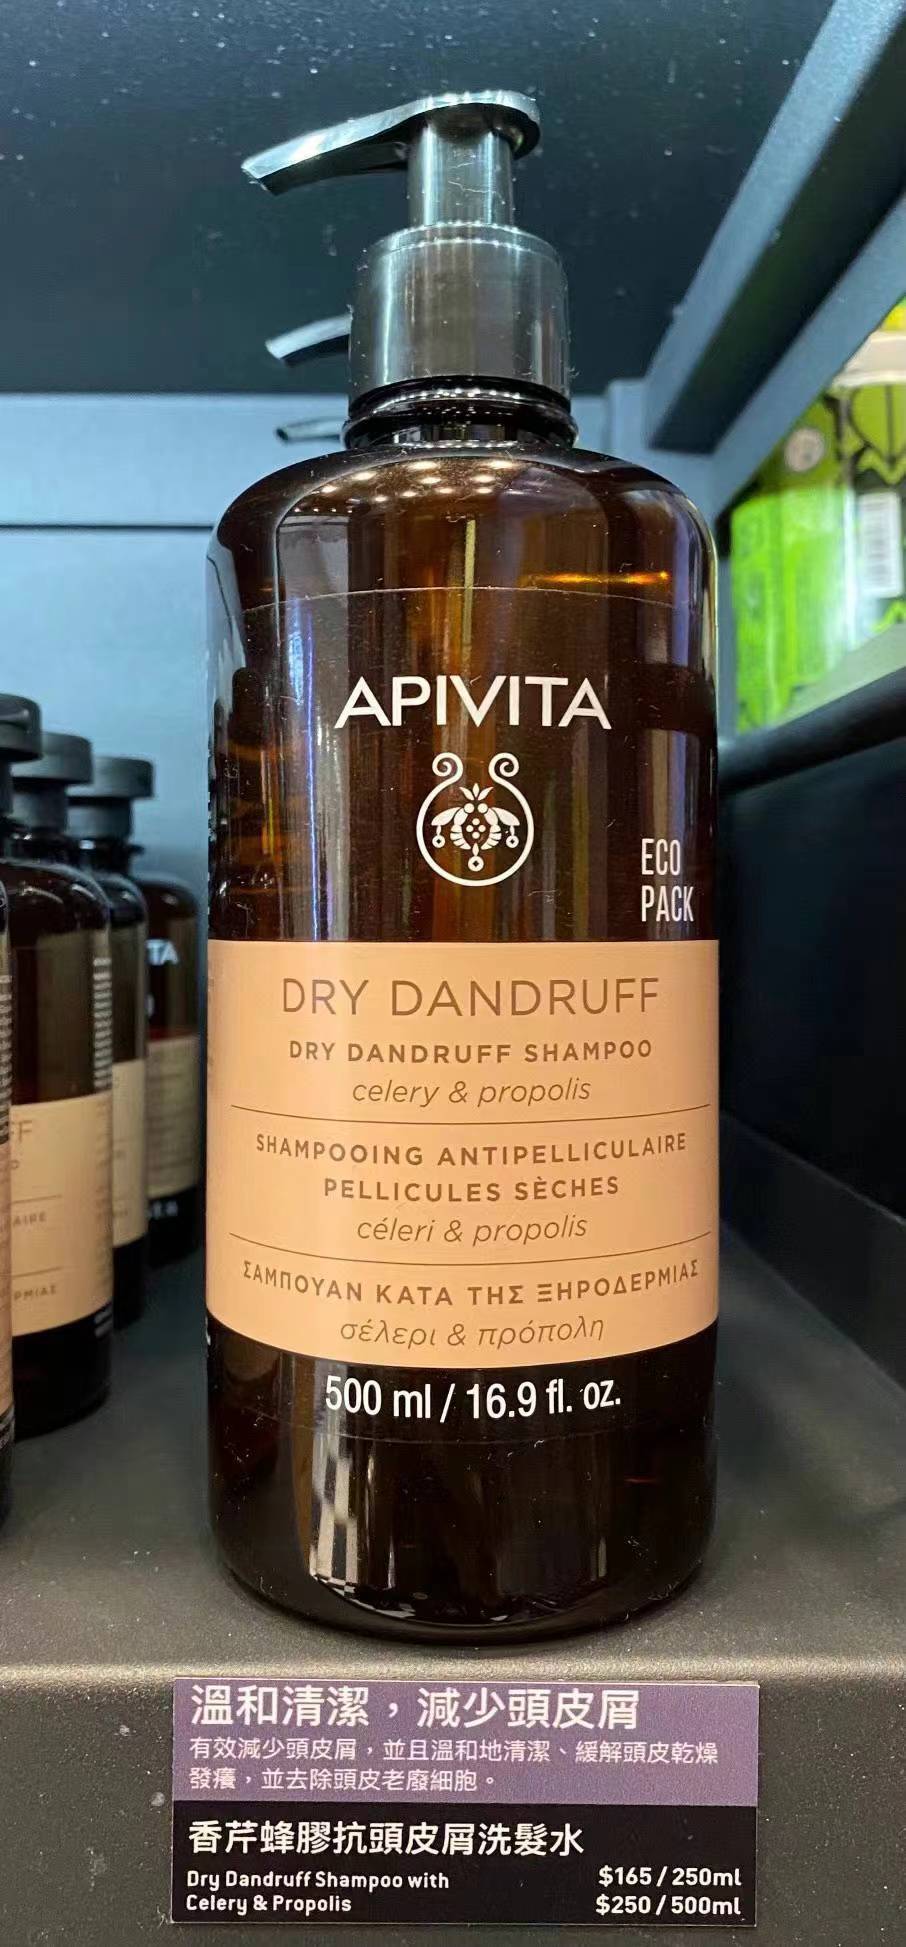 APIVITA
ECO
PACK
DRY DANDRUFF
DRY DANDRUFF SHAMPOO
celery & propolis
SHAMPOOING ANTIPELLICULAIRE
PELLICULES SÈCHES
céleri & propolis
ΣΑΜΠΟΥΑΝ ΚΑΤΑ ΤΗΣ ΞΗΡΟΔΕΡΜΙΑΣ
σέλερι & πρόπολη
500 ml / 16.9 fl. oz.
溫和清潔，減少頭皮屑
有效減少頭皮屑，並且溫和地清潔、緩解頭皮乾燥
發癢，並去除頭皮老廢細胞。
香芹蜂膠抗頭皮屑洗髮水
Dry Dandruff Shampoo with
Celery & Propolis
$165 / 250ml
$250 / 500ml